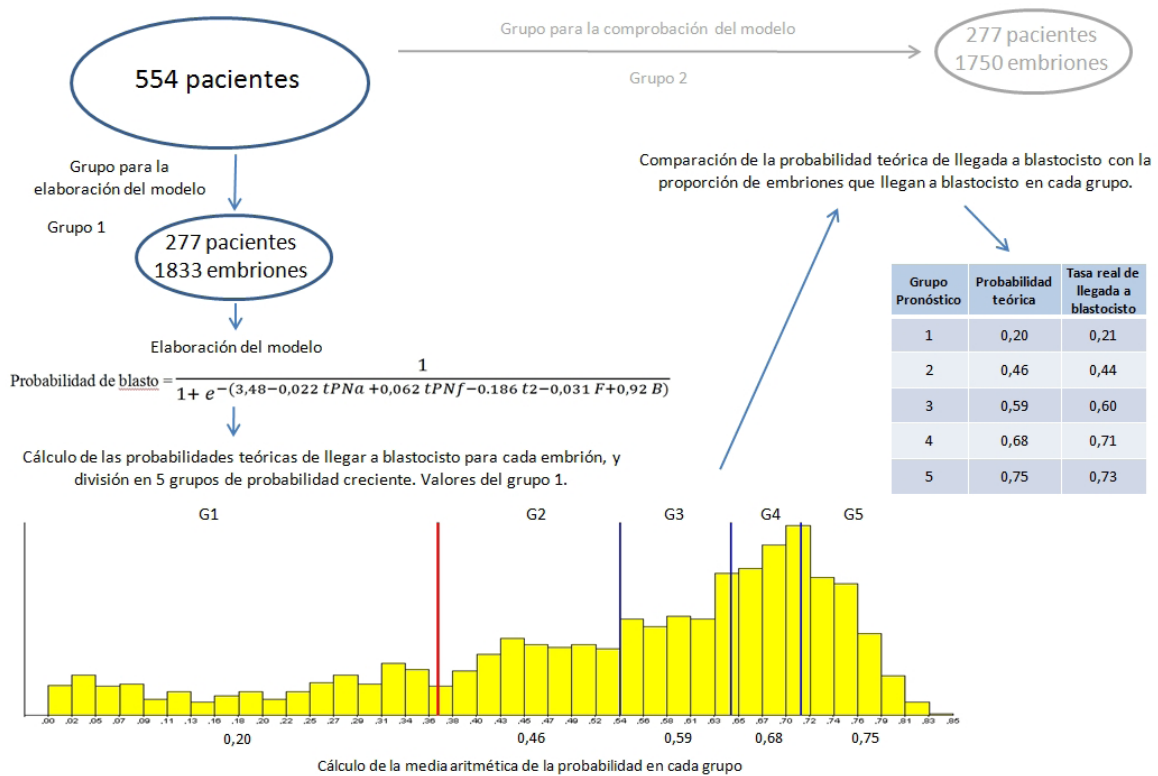 554 pacientes
Grupo para la comprobación del modelo
Grupo 2
277 pacientes
1750 embriones
Grupo para la
elaboración del modelo
Grupo 1
277 pacientes
1833 embriones
Elaboración del modelo
Probabilidad de blasto = 1 / 1+ e^−(3,48−0,022 tPNa +0,062 tPNf−0.186 t2−0,031 F+0,92 B)
Cálculo de las probabilidades teóricas de llegar a blastocisto para cada embrión, y
división en 5 grupos de probabilidad creciente. Valores del grupo 1.
Comparación de la probabilidad teórica de llegada a blastocisto con la
proporción de embriones que llegan a blastocisto en cada grupo.
Grupo Pronóstico Probabilidad teórica Tasa real de llegada a blastocisto
1 0,20 0,21
2 0,46 0,44
3 0,59 0,60
4 0,68 0,71
5 0,75 0,73
G1 G2 G3 G4 G5
,00 ,02 ,05 ,07 ,09 ,11 ,13 ,16 ,18 ,20 ,22 ,25 ,27 ,29 ,31 ,34 ,36 ,38 ,40 ,43 ,45 ,47 ,49 ,52 ,54 ,56 ,58 ,61 ,63 ,65 ,67 ,70 ,72 ,74 ,76 ,79 ,81 ,83 ,85
0,20 0,46 0,59 0,68 0,75
Cálculo de la media aritmética de la probabilidad en cada grupo